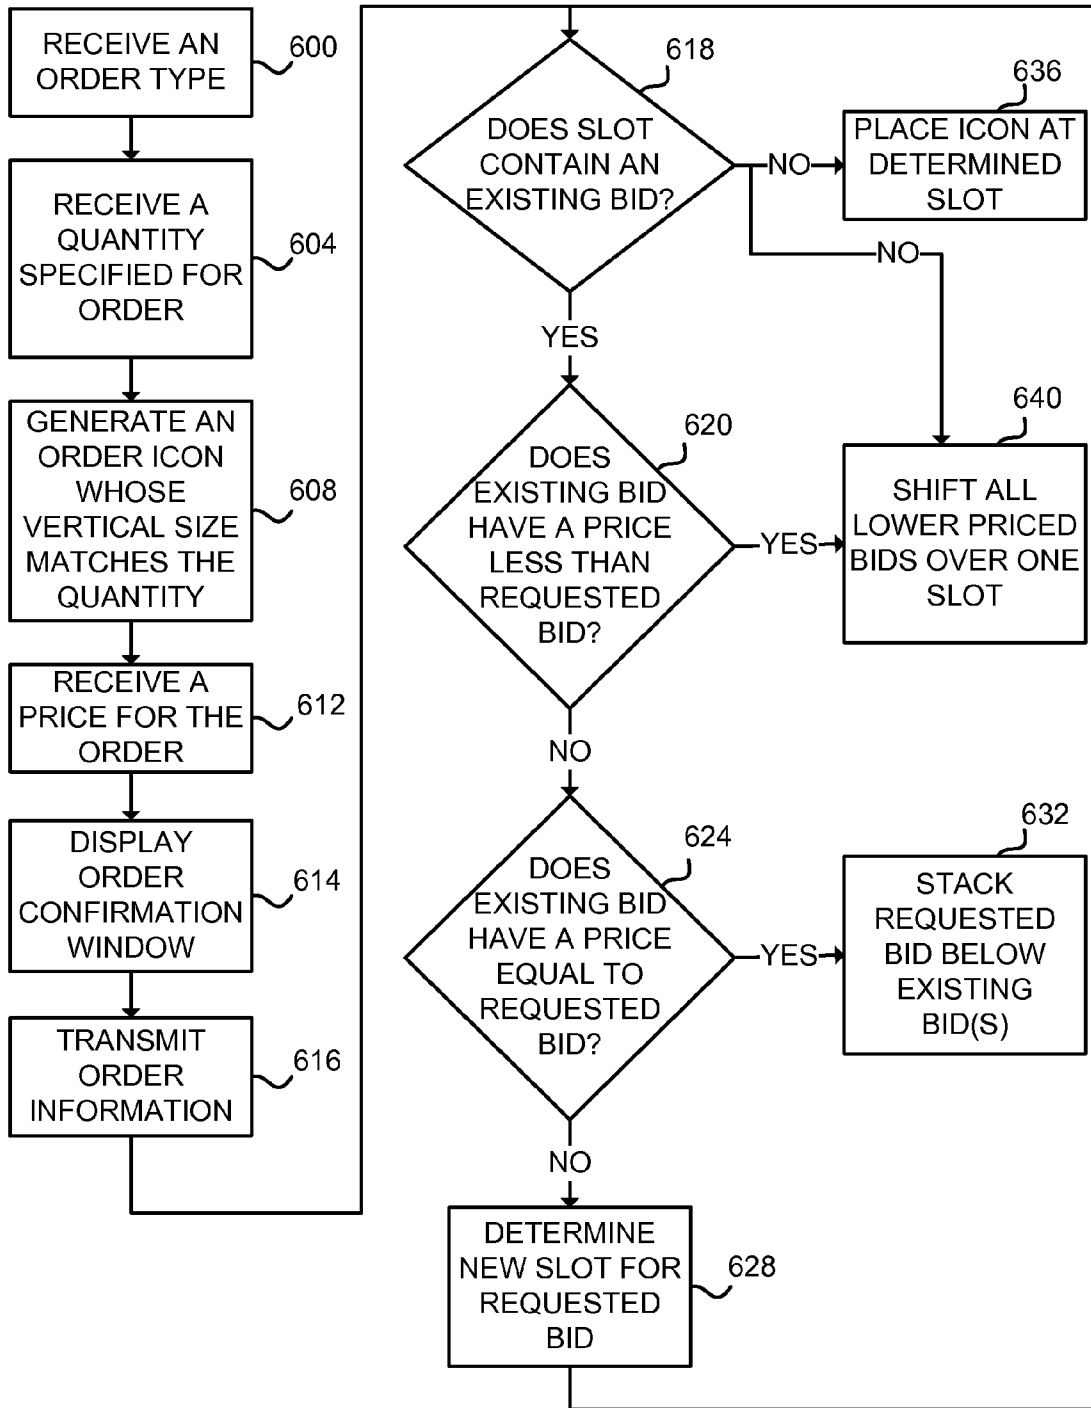 RECEIVE AN
ORDER TYPE
600
RECEIVE A
QUANTITY
SPECIFIED FOR
ORDER
604
GENERATE AN
ORDER ICON
WHOSE
VERTICAL SIZE
MATCHES THE
QUANTITY
608
RECEIVE A
PRICE FOR THE
ORDER
612
DISPLAY
ORDER
CONFIRMATION
WINDOW
614
TRANSMIT
ORDER
INFORMATION
616
DOES SLOT
CONTAIN AN
EXISTING BID?
618
NO
PLACE ICON AT
DETERMINED
SLOT
636
NO
YES
DOES
EXISTING BID
HAVE A PRICE
LESS THAN
REQUESTED
BID?
620
YES
SHIFT ALL
LOWER PRICED
BIDS OVER ONE
SLOT
640
NO
DOES
EXISTING BID
HAVE A PRICE
EQUAL TO
REQUESTED
BID?
624
YES
STACK
REQUESTED
BID BELOW
EXISTING
BID(S)
632
NO
DETERMINE
NEW SLOT FOR
REQUESTED
BID
628